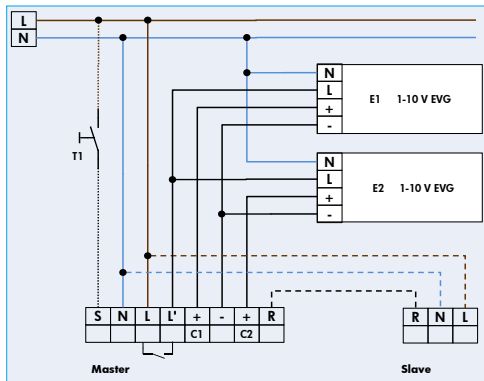 L
N
N
L
E1 1-10 V EVG
+
-
T1
N
L
E2 1-10 V EVG
+
-
S N L L' + - + R
C1 C2
R N L
Master Slave